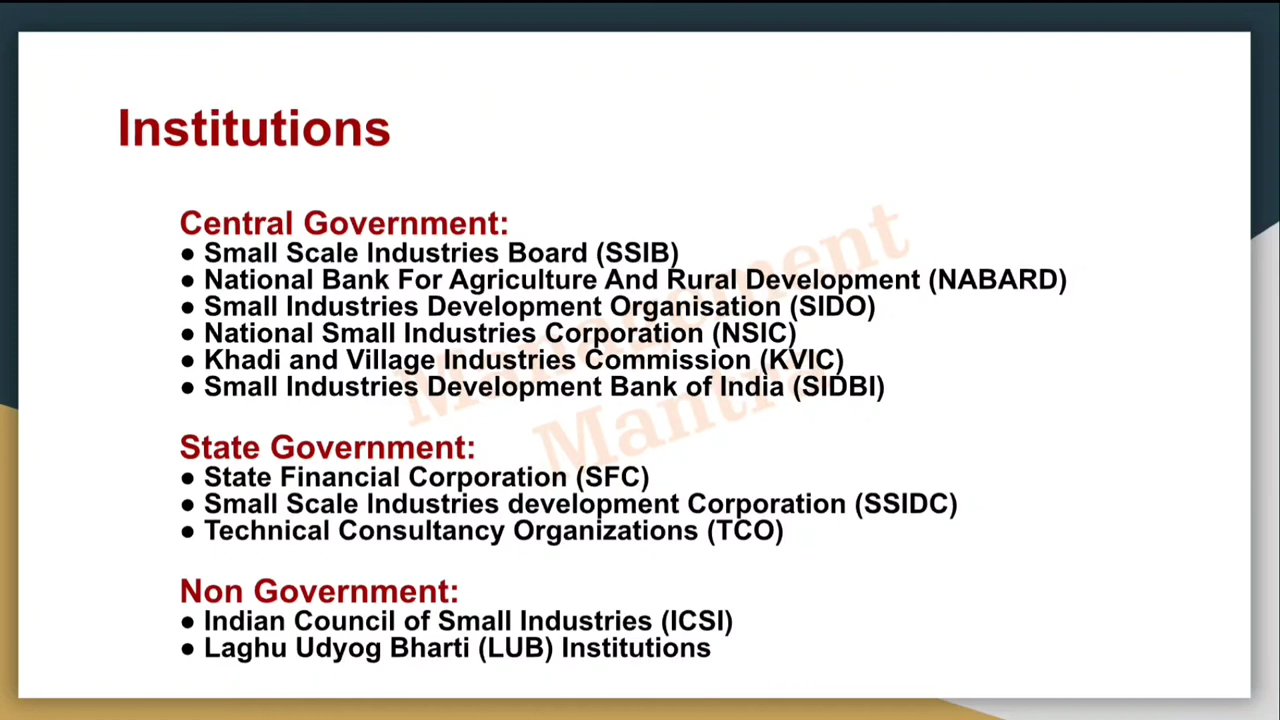 Institutions
Central Government:
● Small Scale Industries Board (SSIB)
● National Bank For Agriculture And Rural Development (NABARD)
● Small Industries Development Organisation (SIDO)
● National Small Industries Corporation (NSIC)
● Khadi and Village Industries Commission (KVIC)
● Small Industries Development Bank of India (SIDBI)
State Government:
● State Financial Corporation (SFC)
● Small Scale Industries development Corporation (SSIDC)
● Technical Consultancy Organizations (TCO)
Non Government:
● Indian Council of Small Industries (ICSI)
● Laghu Udyog Bharti (LUB) Institutions
Management
Mantra